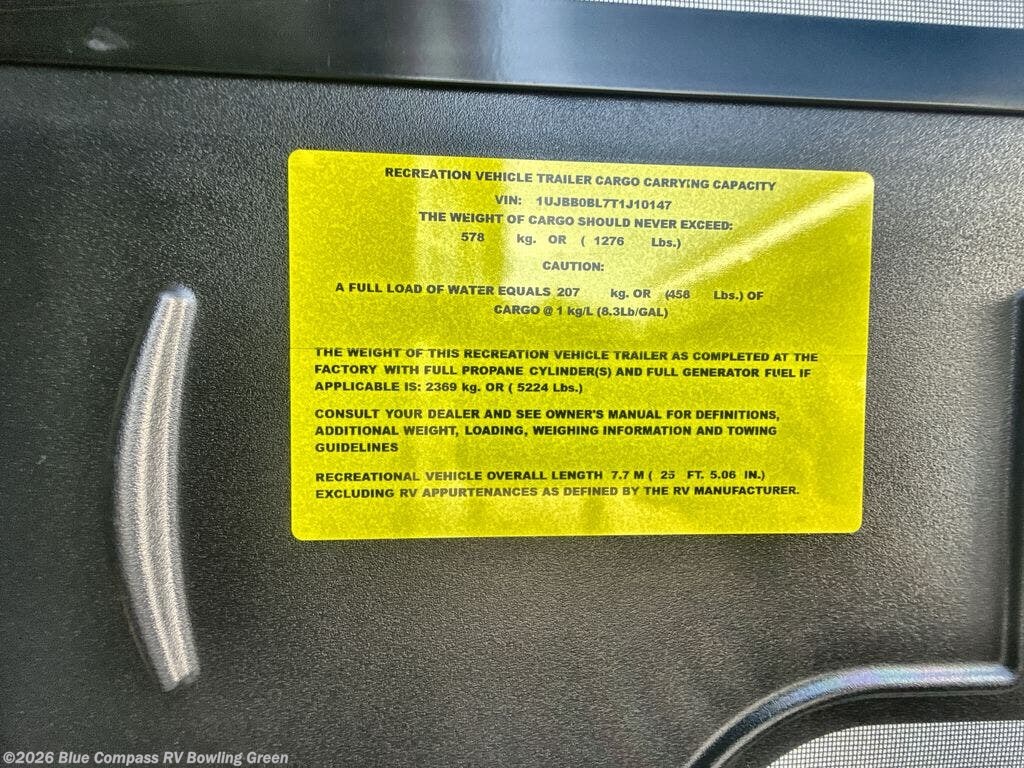 RECREATION VEHICLE TRAILER CARGO CARRYING CAPACITY
VIN: 1UJBB0BL7T1J10147
THE WEIGHT OF CARGO SHOULD NEVER EXCEED:
578 kg. OR ( 1276 Lbs.)
CAUTION:
A FULL LOAD OF WATER EQUALS 207 kg. OR (458 Lbs.) OF
CARGO @ 1 kg/L (8.3Lb/GAL)
THE WEIGHT OF THIS RECREATION VEHICLE TRAILER AS COMPLETED AT THE
FACTORY WITH FULL PROPANE CYLINDER(S) AND FULL GENERATOR FUEL IF
APPLICABLE IS: 2369 kg. OR ( 5224 Lbs.)
CONSULT YOUR DEALER AND SEE OWNER'S MANUAL FOR DEFINITIONS,
ADDITIONAL WEIGHT, LOADING, WEIGHING INFORMATION AND TOWING
GUIDELINES
RECREATIONAL VEHICLE OVERALL LENGTH 7.7 M ( 25 FT. 5.06 IN.)
EXCLUDING RV APPURTENANCES AS DEFINED BY THE RV MANUFACTURER.
©2026 Blue Compass RV Bowling Green